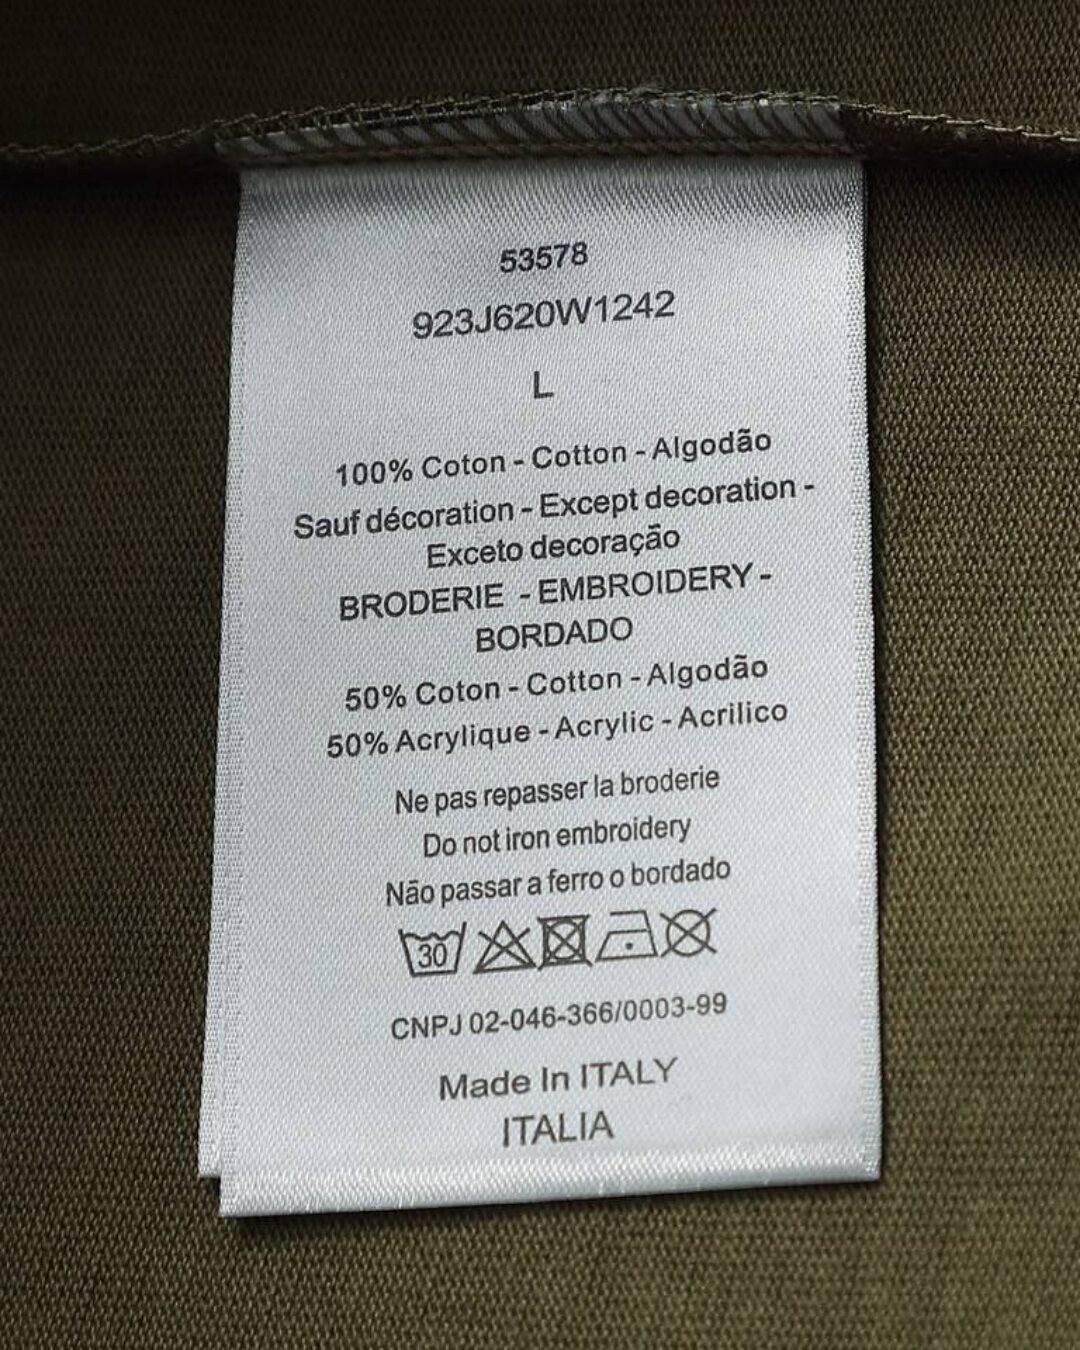 53578
923J620W1242
L
100% Coton - Cotton - Algodão
Sauf décoration - Except decoration -
Exceto decoração
BRODERIE - EMBROIDERY -
BORDADO
50% Coton - Cotton - Algodão
50% Acrylique - Acrylic - Acrilico
Ne pas repasser la broderie
Do not iron embroidery
Não passar a ferro o bordado
30
CNPJ 02-046-366/0003-99
Made In ITALY
ITALIA